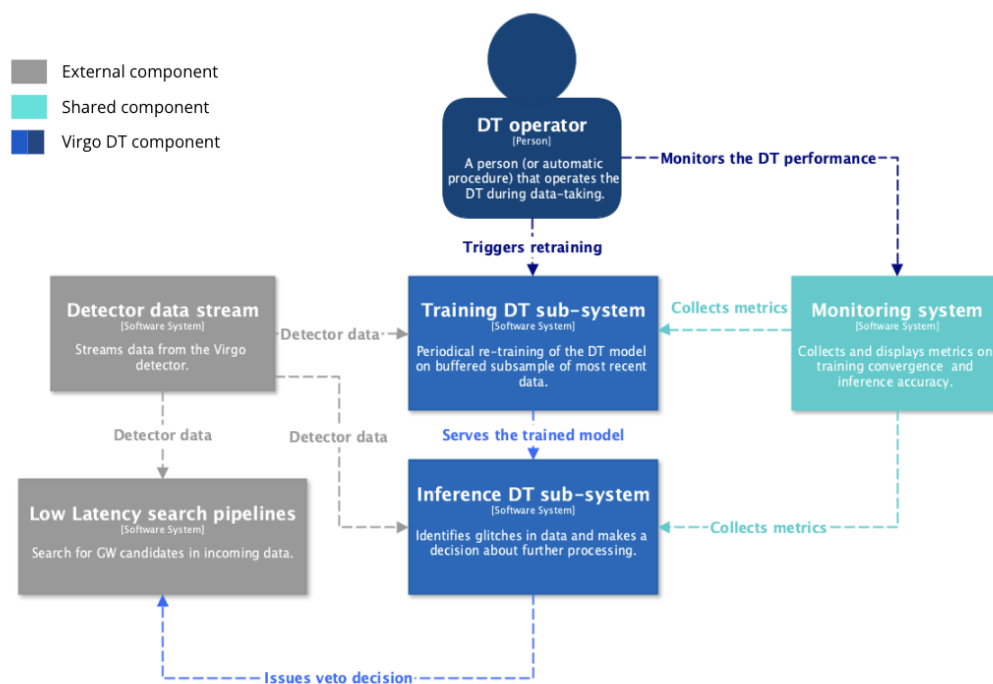 External component
Shared component
Virgo DT component
DT operator
[Person]
A person (or automatic
procedure) that operates the
DT during data-taking.
Monitors the DT performance
Triggers retraining
Detector data stream
[Software System]
Streams data from the Virgo
detector.
Detector data
Training DT sub-system
[Software System]
Periodical re-training of the DT model
on buffered subsample of most recent
data.
Collects metrics
Monitoring system
[Software System]
Collects and displays metrics on
training convergence and
inference accuracy.
Detector data
Detector data
Serves the trained model
Low Latency search pipelines
[Software System]
Search for GW candidates in incoming data.
Inference DT sub-system
[Software System]
Identifies glitches in data and makes a
decision about further processing.
Collects metrics
Issues veto decision